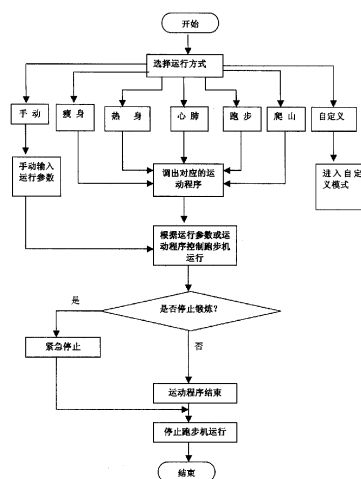 开始
选择运行方式
手动
瘦身
热身
心肺
跑步
爬山
自定义
手动输入
运行参数
调出对应的运
动程序
进入自定
义模式
根据运行参数或运
动程序控制跑步机
运行
是
是否停止锻炼？
紧急停止
否
运动程序结束
停止跑步机运行
结束